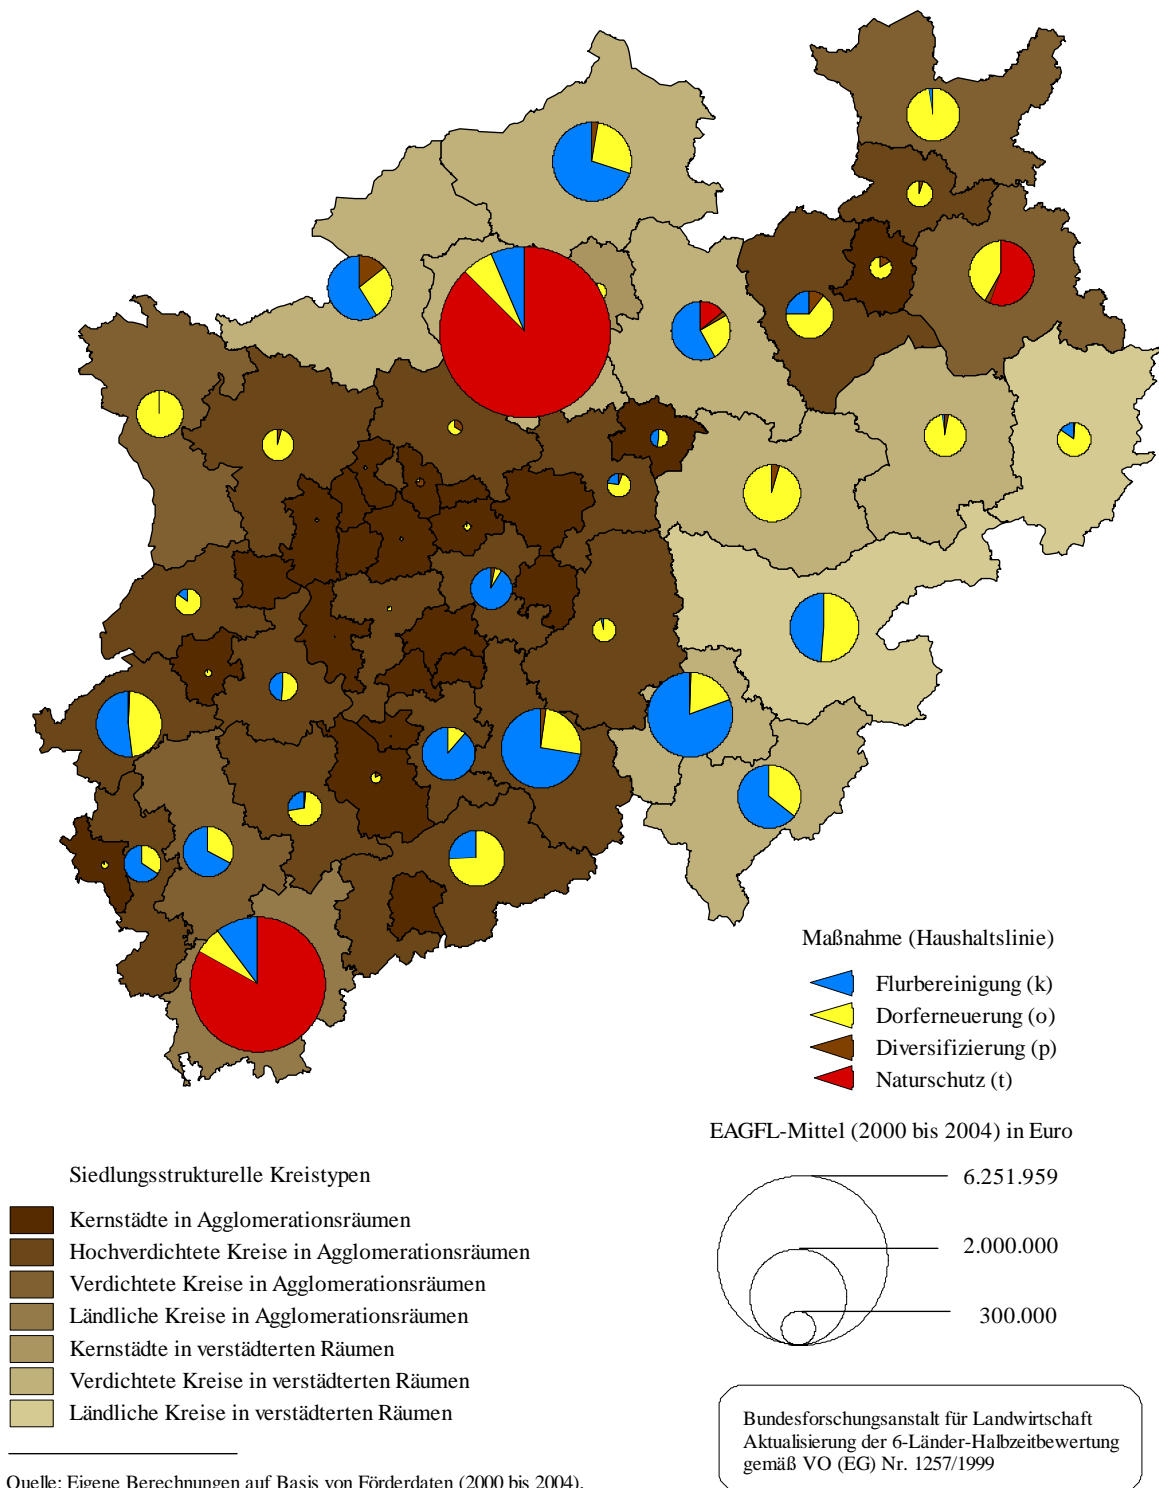 Maßnahme (Haushaltslinie)
Flurbereinigung (k)
Dorferneuerung (o)
Diversifizierung (p)
Naturschutz (t)
EAGFL-Mittel (2000 bis 2004) in Euro
6.251.959
2.000.000
300.000
Siedlungsstrukturelle Kreistypen
Kernstädte in Agglomerationsräumen
Hochverdichtete Kreise in Agglomerationsräumen
Verdichtete Kreise in Agglomerationsräumen
Ländliche Kreise in Agglomerationsräumen
Kernstädte in verstädterten Räumen
Verdichtete Kreise in verstädterten Räumen
Ländliche Kreise in verstädterten Räumen
Bundesforschungsanstalt für Landwirtschaft
Aktualisierung der 6-Länder-Halbzeitbewertung
gemäß VO (EG) Nr. 1257/1999
Quelle: Eigene Berechnungen auf Basis von Förderdaten (2000 bis 2004).